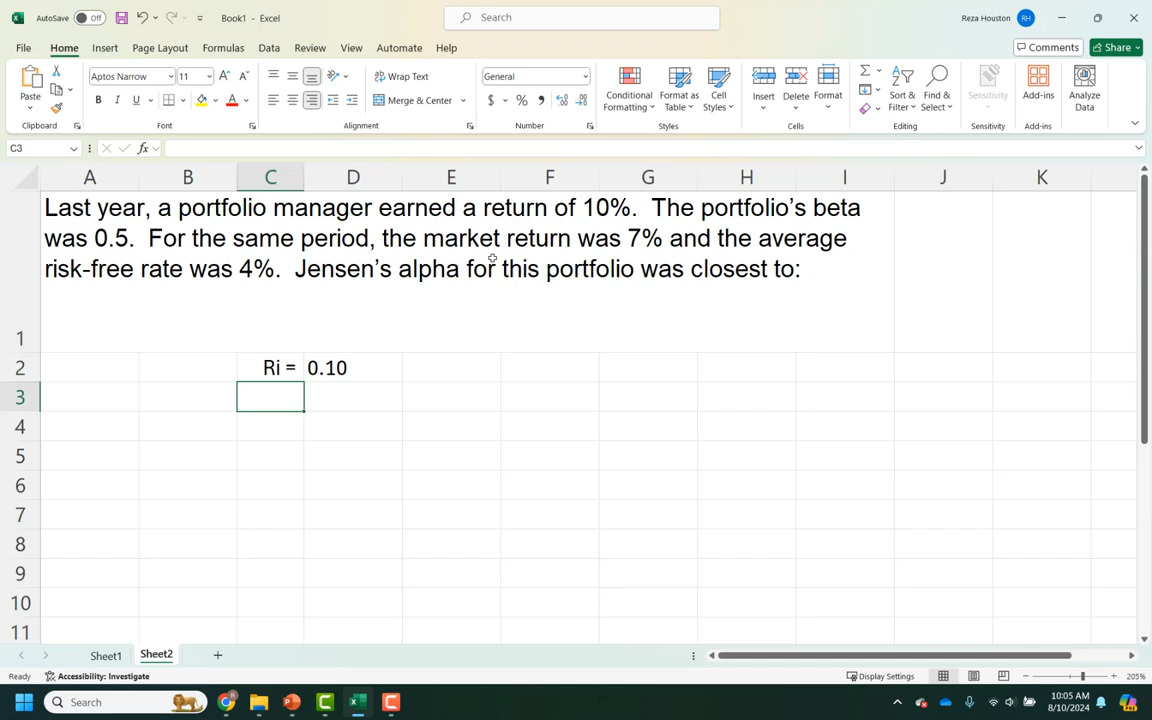 AutoSave Off Book1 - Excel Search Reza Houston RH
File Home Insert Page Layout Formulas Data Review View Automate Help Comments Share
Paste Aptos Narrow 11 A A Wrap Text General Conditional Formatting Format as Table Cell Styles Insert Delete Format Sort & Filter Find & Select Sensitivity Add-ins Analyze Data
B I U A Merge & Center $ % 9
Clipboard Font Alignment Number Styles Cells Editing Sensitivity Add-ins
C3 fx
A B C D E F G H I J K
Last year, a portfolio manager earned a return of 10%. The portfolio's beta
was 0.5. For the same period, the market return was 7% and the average
risk-free rate was 4%. Jensen's alpha for this portfolio was closest to:
1
2 Ri = 0.10
3
4
5
6
7
8
9
10
11
Sheet1 Sheet2 +
Ready Accessibility: Investigate Display Settings 205%
Search 10:05 AM
8/10/2024